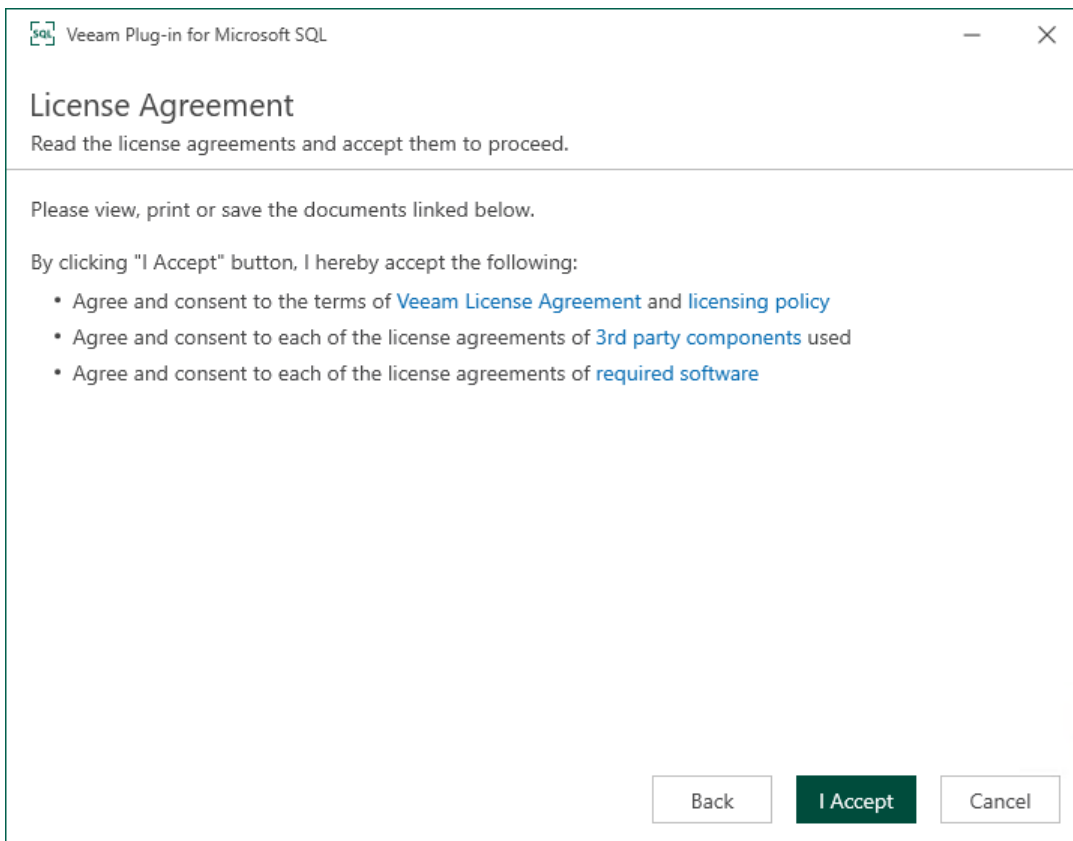 SQL Veeam Plug-in for Microsoft SQL
License Agreement
Read the license agreements and accept them to proceed.
Please view, print or save the documents linked below.
By clicking "I Accept" button, I hereby accept the following:
• Agree and consent to the terms of Veeam License Agreement and licensing policy
• Agree and consent to each of the license agreements of 3rd party components used
• Agree and consent to each of the license agreements of required software
Back I Accept Cancel